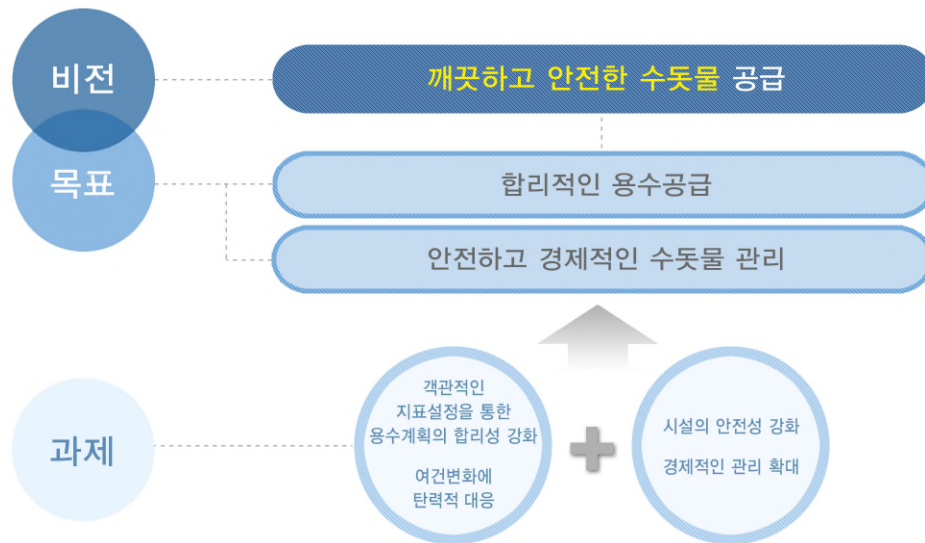 비전
깨끗하고 안전한 수돗물 공급
목표
합리적인 용수공급
안전하고 경제적인 수돗물 관리
과제
객관적인
지표설정을 통한
용수계획의 합리성 강화
여건변화에
탄력적 대응
시설의 안전성 강화
경제적인 관리 확대